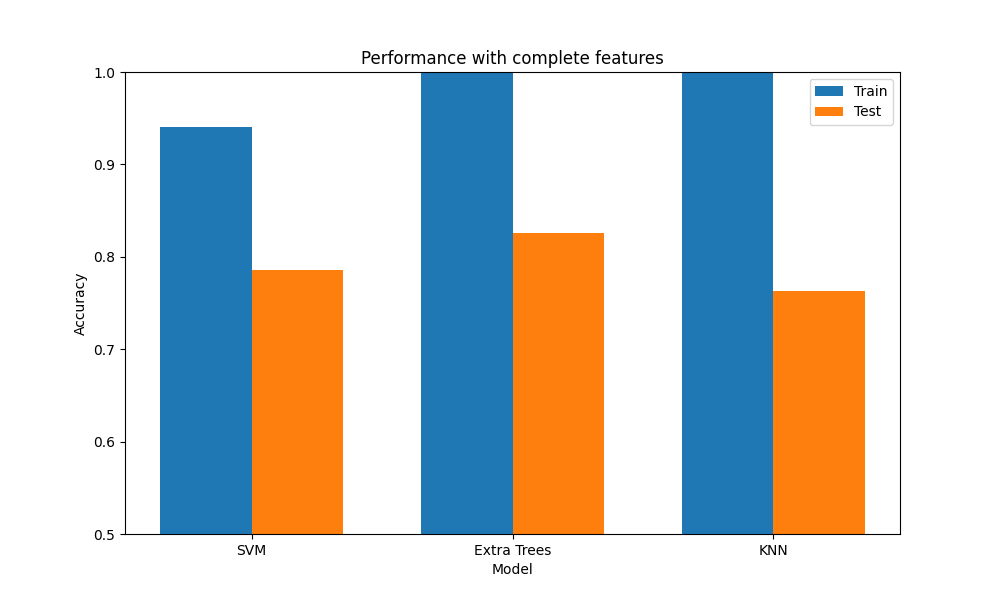 Performance with complete features
1.0
0.9
0.8
0.7
0.6
0.5
Accuracy
Train
Test
SVM
Extra Trees
KNN
Model